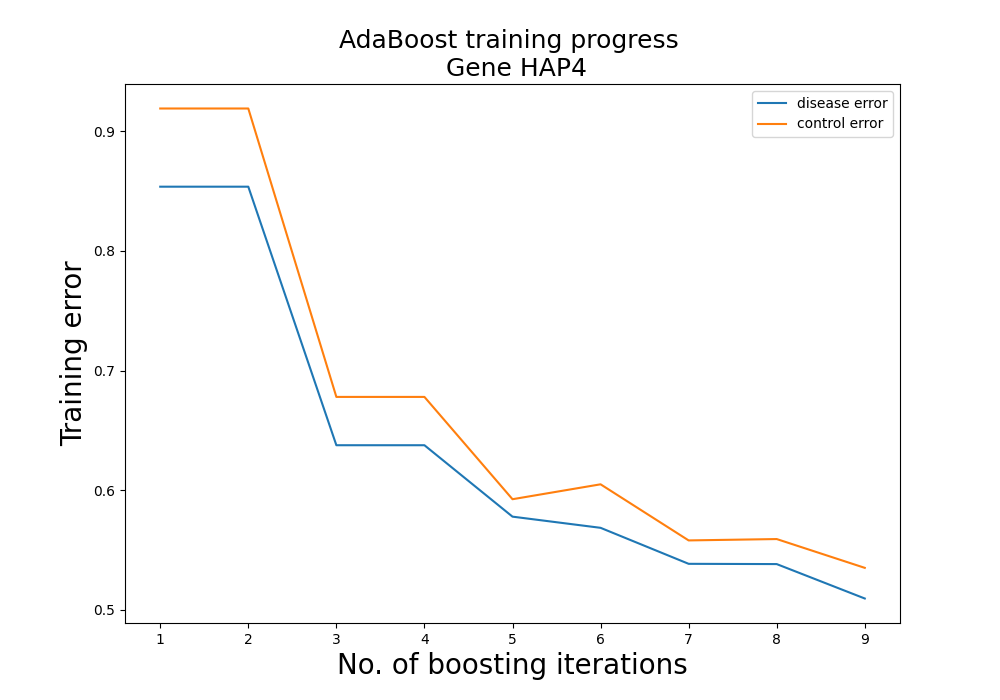 AdaBoost training progress
Gene HAP4
disease error
control error
Training error
0.9
0.8
0.7
0.6
0.5
1 2 3 4 5 6 7 8 9
No. of boosting iterations